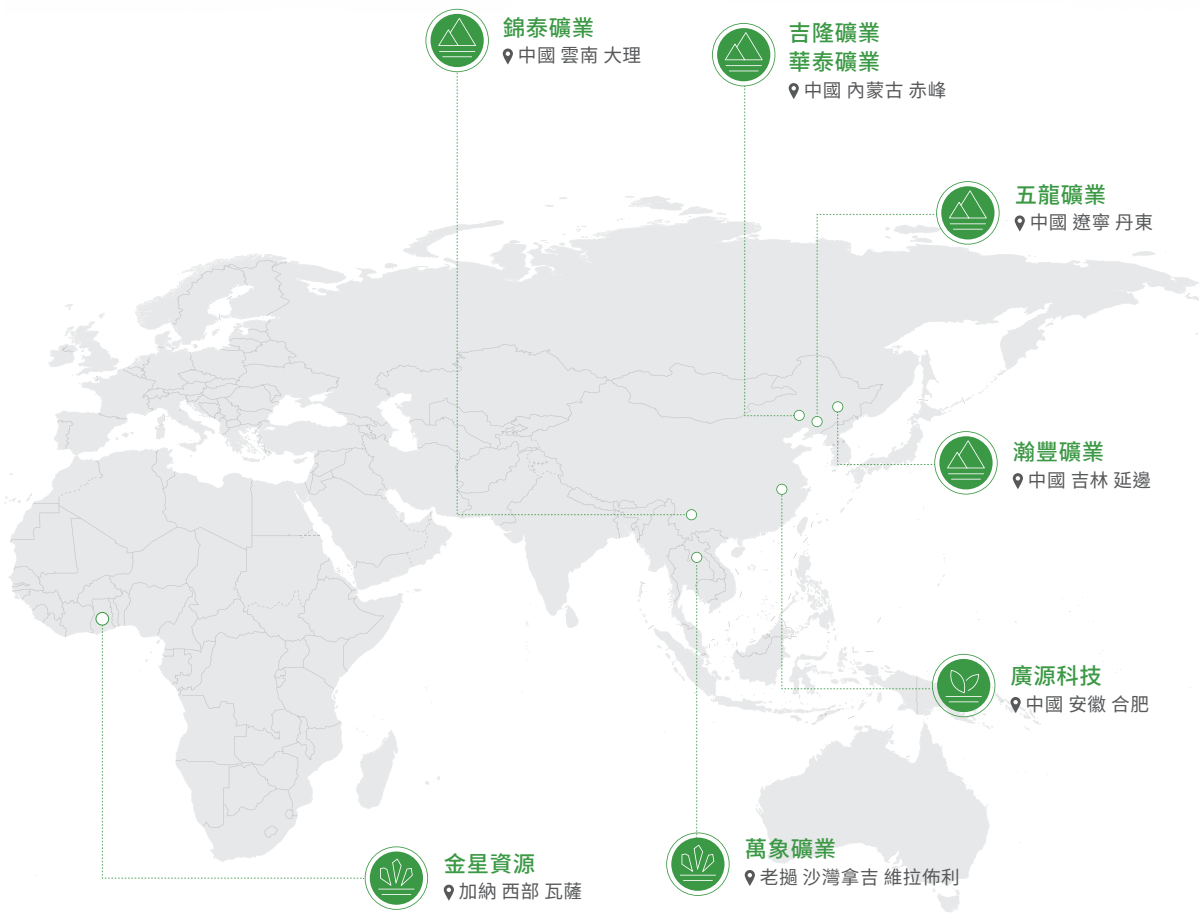 錦泰礦業
中國 雲南 大理
吉隆礦業
華泰礦業
中國 內蒙古 赤峰
五龍礦業
中國 遼寧 丹東
瀚豐礦業
中國 吉林 延邊
廣源科技
中國 安徽 合肥
萬象礦業
老撾 沙灣拿吉 維拉佈利
金星資源
加納 西部 瓦薩